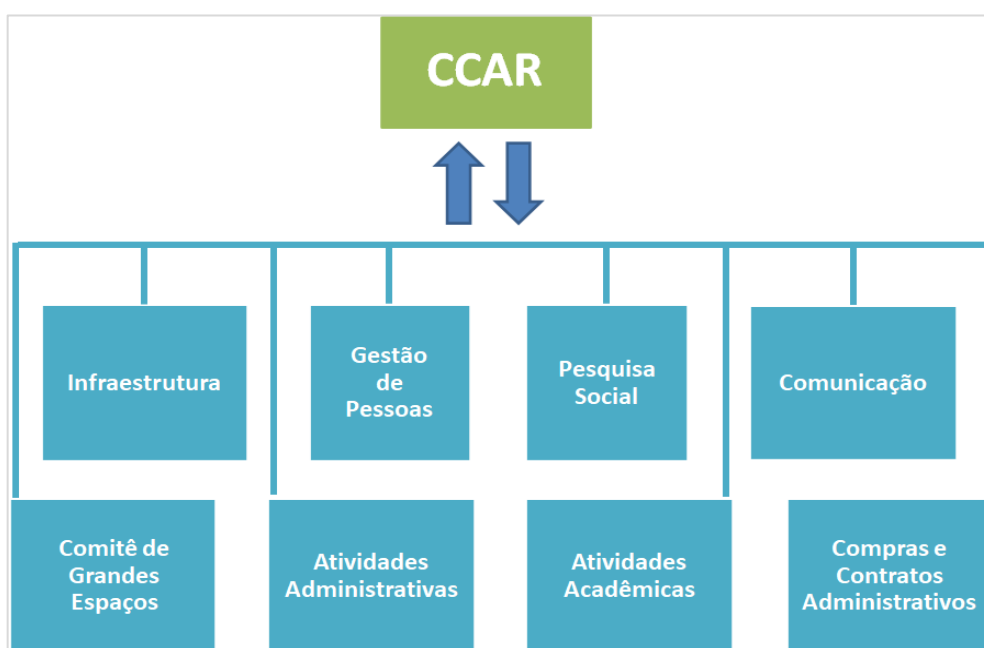 CCAR
Infraestrutura
Gestão
de
Pessoas
Pesquisa
Social
Comunicação
Comitê de
Grandes
Espaços
Atividades
Administrativas
Atividades
Acadêmicas
Compras e
Contratos
Administrativos